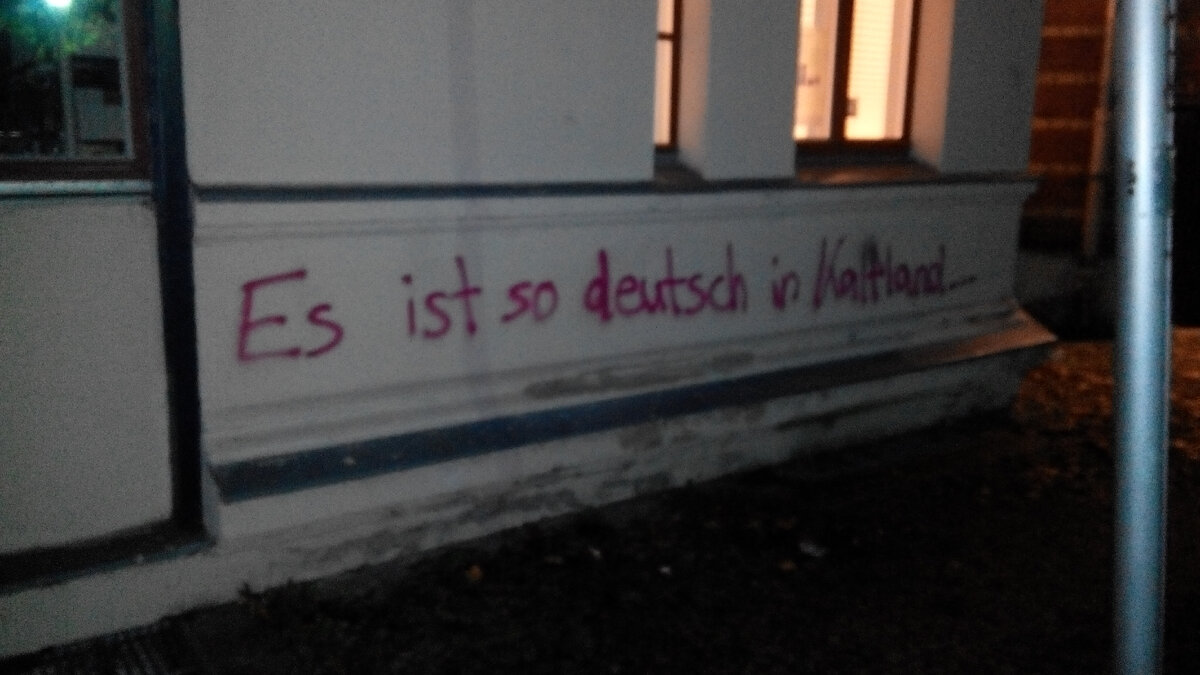 Es ist so deutsch in Kaltland...